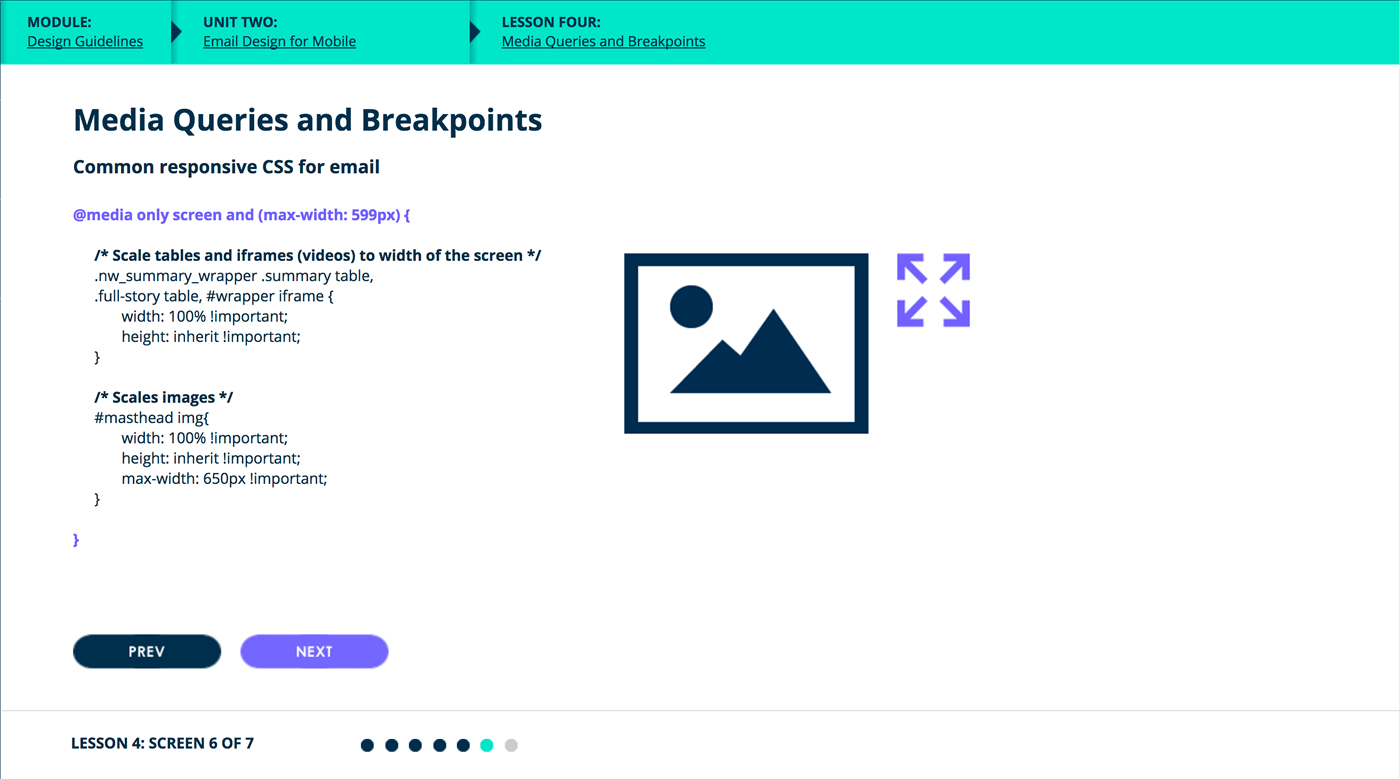 MODULE:
Design Guidelines
UNIT TWO:
Email Design for Mobile
LESSON FOUR:
Media Queries and Breakpoints
Media Queries and Breakpoints
Common responsive CSS for email
@media only screen and (max-width: 599px) {
/* Scale tables and iframes (videos) to width of the screen */
.nw_summary_wrapper .summary table,
.full-story table, #wrapper iframe {
width: 100% !important;
height: inherit !important;
}
/* Scales images */
#masthead img{
width: 100% !important;
height: inherit !important;
max-width: 650px !important;
}
}
PREV
NEXT
LESSON 4: SCREEN 6 OF 7